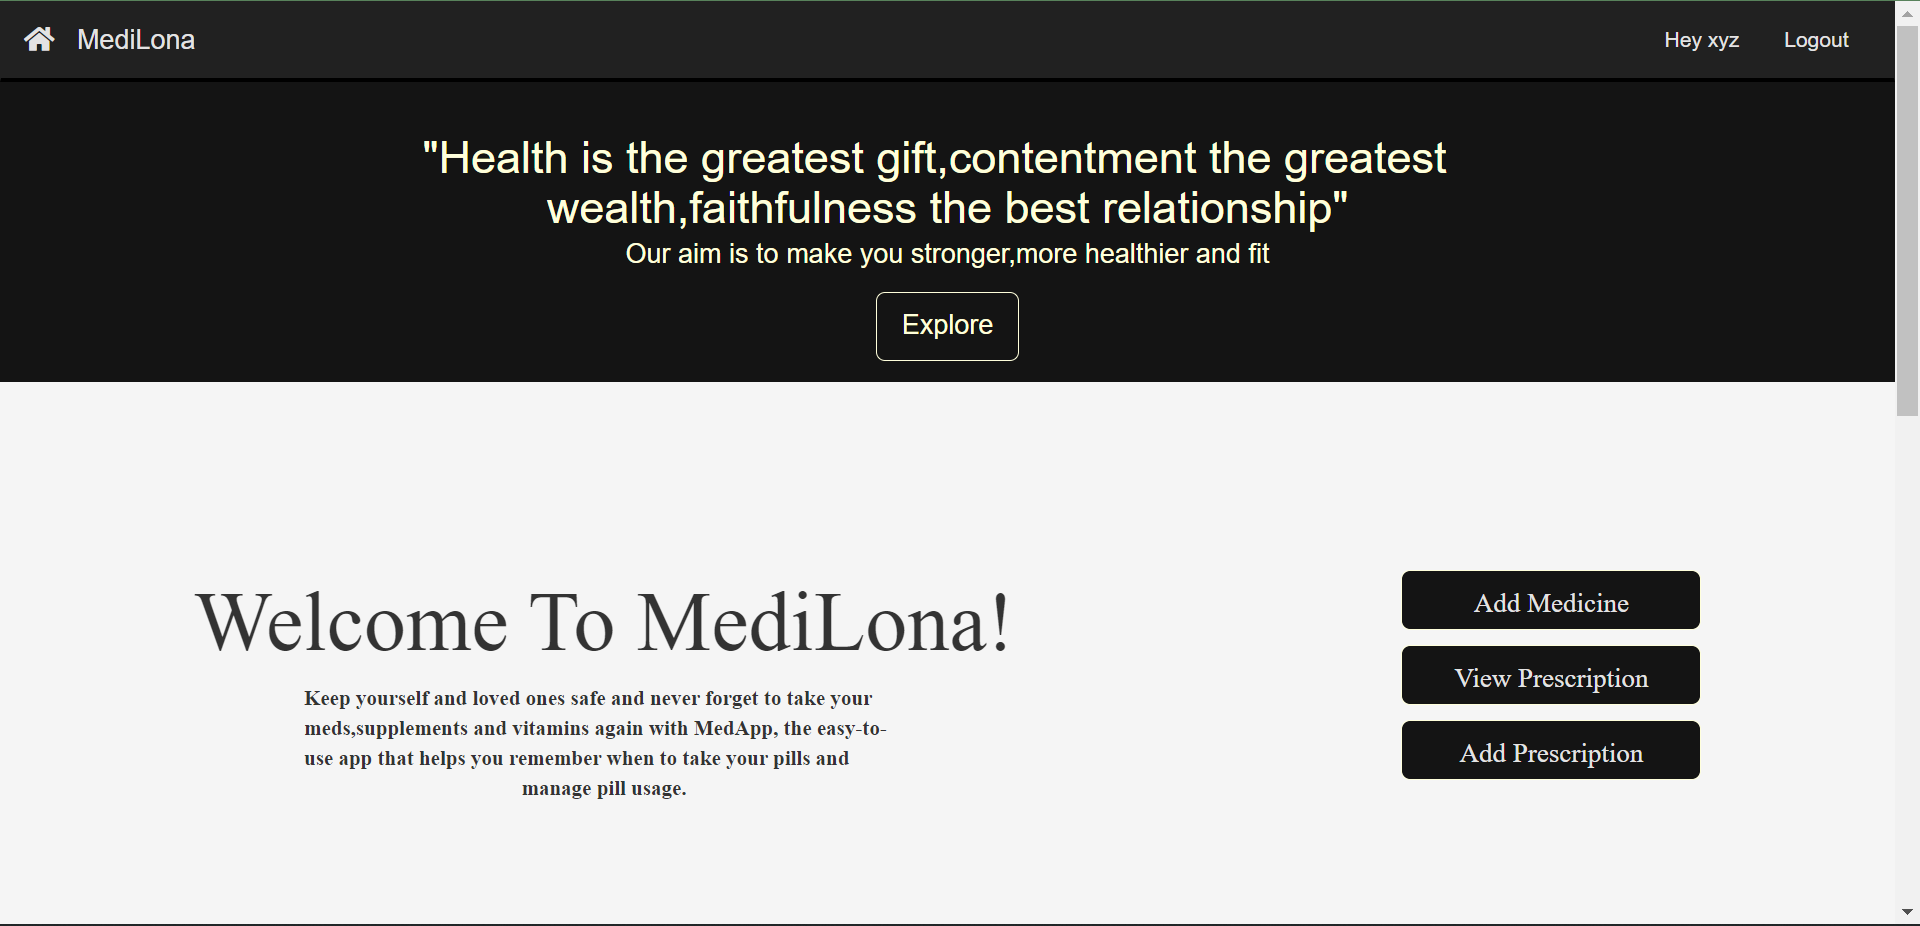 MediLona
Hey xyz
Logout
"Health is the greatest gift,contentment the greatest
wealth,faithfulness the best relationship"
Our aim is to make you stronger,more healthier and fit
Explore
Welcome To MediLona!
Keep yourself and loved ones safe and never forget to take your
meds,supplements and vitamins again with MedApp, the easy-to-
use app that helps you remember when to take your pills and
manage pill usage.
Add Medicine
View Prescription
Add Prescription